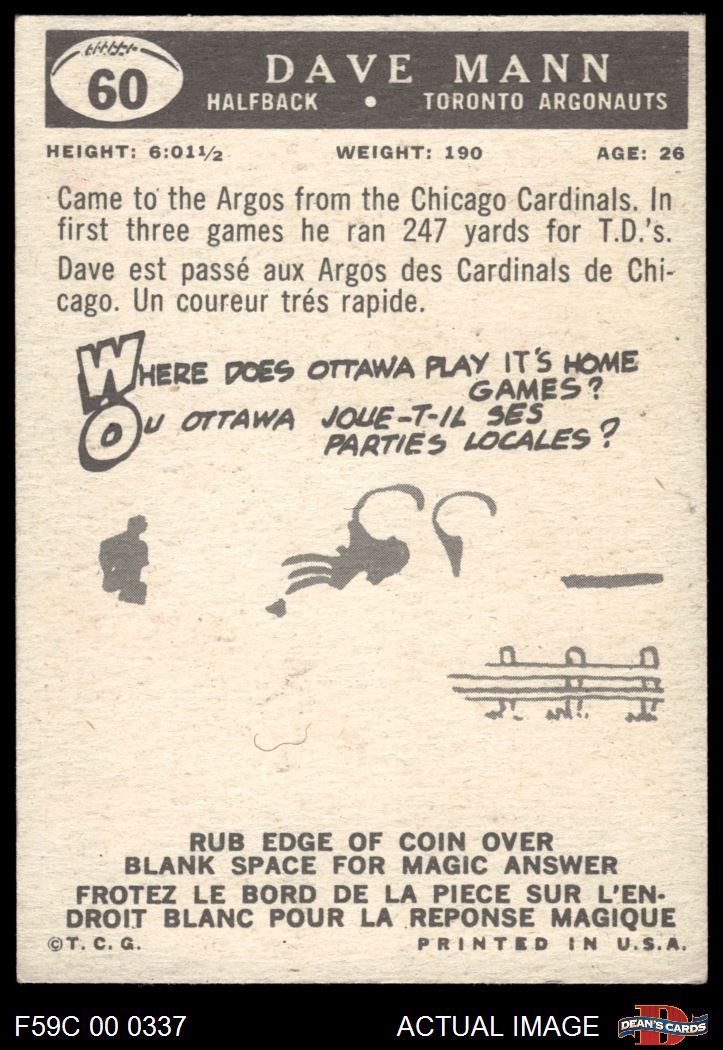 60
DAVE MANN
HALFBACK • TORONTO ARGONAUTS
HEIGHT: 6:01 1/2 WEIGHT: 190 AGE: 26
Came to the Argos from the Chicago Cardinals. In
first three games he ran 247 yards for T.D.'s.
Dave est passé aux Argos des Cardinals de Chi-
cago. Un coureur trés rapide.
WHERE DOES OTTAWA PLAY IT'S HOME
GAMES?
OU OTTAWA JOUE-T-IL SES
PARTIES LOCALES?
RUB EDGE OF COIN OVER
BLANK SPACE FOR MAGIC ANSWER
FROTEZ LE BORD DE LA PIECE SUR L'EN-
DROIT BLANC POUR LA REPONSE MAGIQUE
©T. C. G. PRINTED IN U.S.A.
F59C 00 0337 ACTUAL IMAGE D DEAN'S CARDS